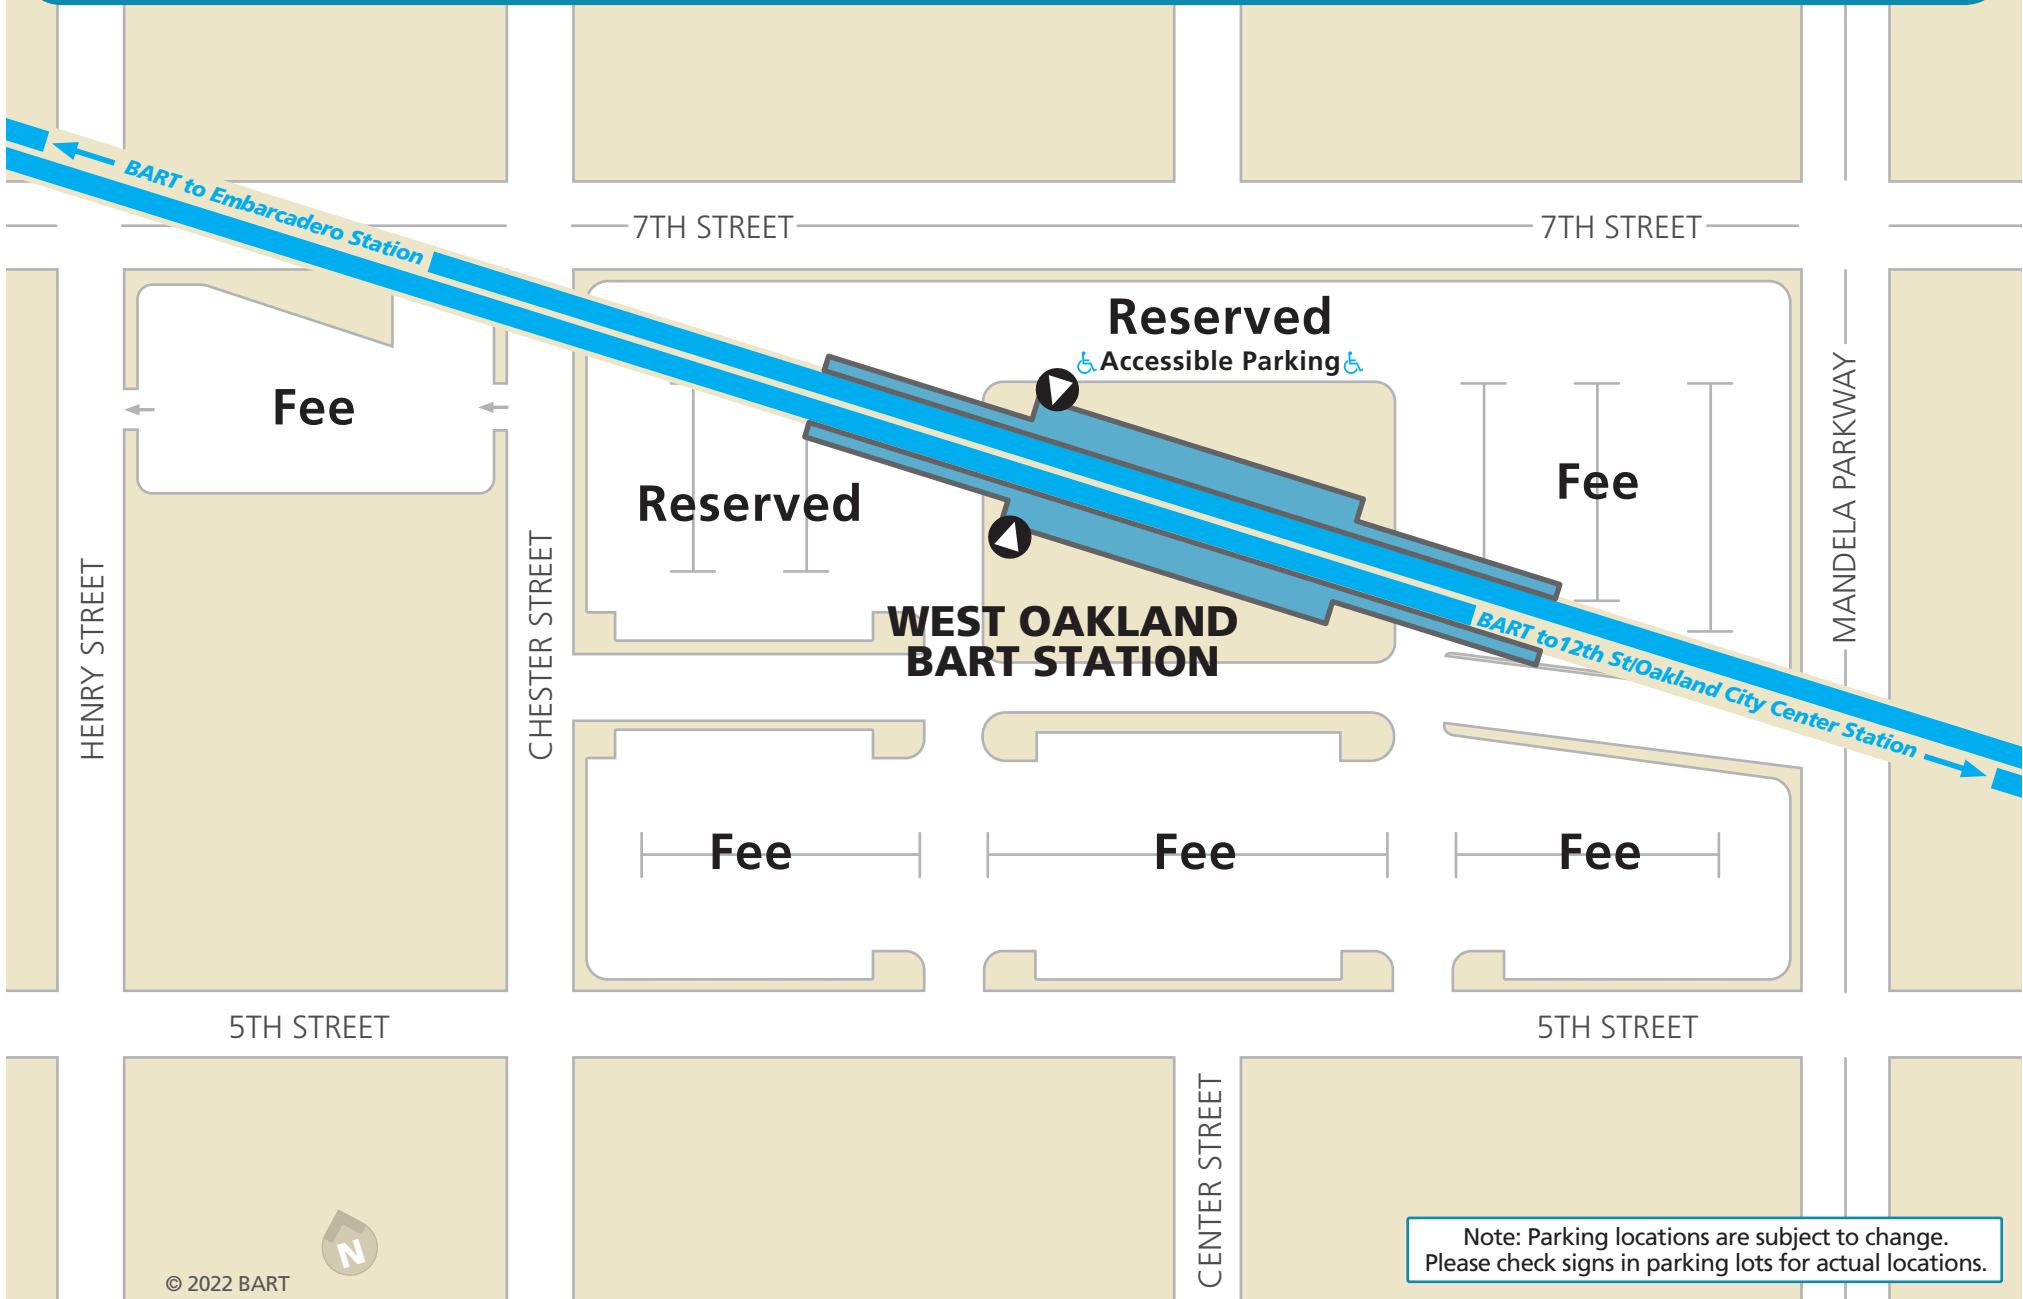 BART to Embarcadero Station
7TH STREET
7TH STREET
Reserved
Accessible Parking
Fee
Reserved
Fee
HENRY STREET
CHESTER STREET
MANDELA PARKWAY
WEST OAKLAND
BART STATION
BART to12th St/Oakland City Center Station
Fee
Fee
Fee
5TH STREET
5TH STREET
CENTER STREET
N
© 2022 BART
Note: Parking locations are subject to change.
Please check signs in parking lots for actual locations.